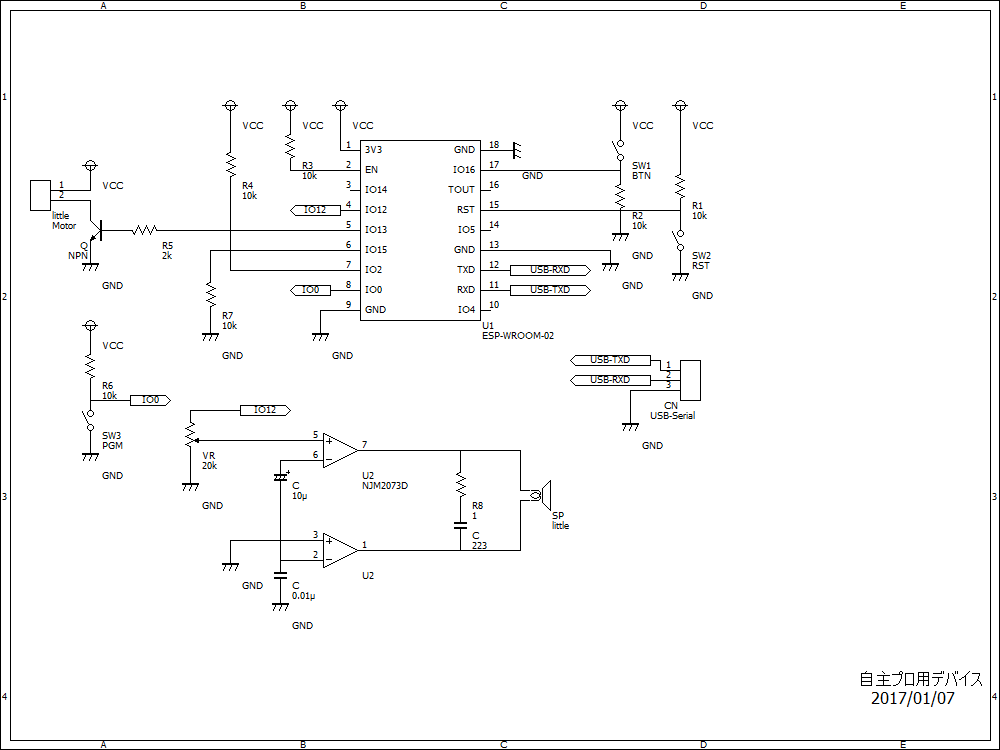 A B C D E
1
1
VCC
VCC
VCC
VCC
VCC
1 3V3 GND 18
2 EN IO16 17
3 IO14 TOUT 16
4 IO12 RST 15
5 IO13 IO5 14
6 IO15 GND 13
7 IO2 TXD 12
8 IO0 RXD 11
9 GND IO4 10
U1
ESP-WROOM-02
R3
10k
R4
10k
IO12
IO0
GND
SW1
BTN
R2
10k
GND
R1
10k
SW2
RST
GND
GND
USB-RXD
USB-TXD
VCC
1
2
little
Motor
Q
NPN
GND
R5
2k
R7
10k
GND
GND
2
2
VCC
R6
10k
IO0
SW3
PGM
GND
USB-TXD
USB-RXD
1
2
3
CN
USB-Serial
GND
IO12
VR
20k
GND
5
+
6
−
7
U2
NJM2073D
+
C
10μ
3
+
2
−
1
U2
GND
C
0.01μ
GND
R8
1
C
223
SP
little
3
3
4
4
自主プロ用デバイス
2017/01/07
A B C D E